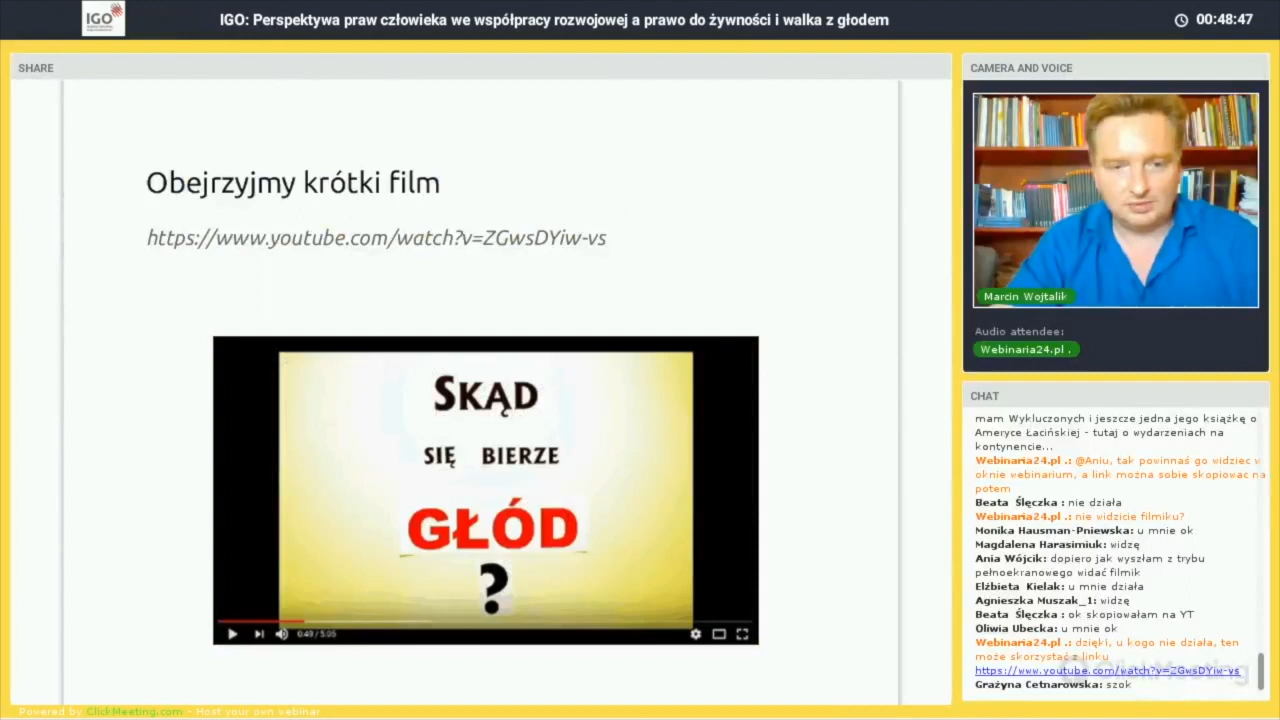 IGO
IGO: Perspektywa praw człowieka we współpracy rozwojowej a prawo do żywności i walka z głodem
00:48:47
SHARE
Obejrzyjmy krótki film
https://www.youtube.com/watch?v=ZGwsDYiw-vs
SKĄD
SIĘ BIERZE
GŁÓD
?
0:49 / 5:05
CAMERA AND VOICE
Marcin Wojtalik
Audio attendee:
Webinaria24.pl .
CHAT
mam Wykluczonych i jeszcze jedna jego książkę o
Ameryce Łacińskiej - tutaj o wydarzeniach na
kontynencie...
Webinaria24.pl .: @Aniu, tak powinnaś go widziec w
oknie webinarium, a link można sobie skopiowac na
potem
Beata Ślęczka : nie działa
Webinaria24.pl .: nie widzicie filmiku?
Monika Hausman-Pniewska: u mnie ok
Magdalena Harasimiuk: widzę
Ania Wójcik: dopiero jak wyszłam z trybu
pełnoekranowego widać filmik
Elżbieta Kielak: u mnie działa
Agnieszka Muszak_1: widzę
Beata Ślęczka : ok skopiowałam na YT
Oliwia Ubecka: u mnie ok
Webinaria24.pl .: dzięki, u kogo nie działa, ten
może skorzystać z linku
https://www.youtube.com/watch?v=ZGwsDYiw-vs
Grażyna Cetnarowska: szok
ClickMeeting
Powered by ClickMeeting.com - Host your own webinar